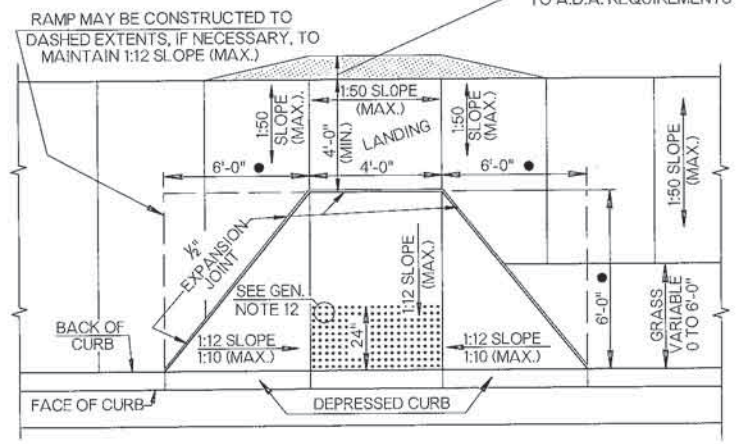 TO A.D.A. REQUIREMENTS
RAMP MAY BE CONSTRUCTED TO
DASHED EXTENTS, IF NECESSARY, TO
MAINTAIN 1:12 SLOPE (MAX.)
1:50 SLOPE
(MAX.)
1:50
SLOPE
(MAX.).
4'-0"
(MIN.)
LANDING
1:50
SLOPE
(MAX.)
1:50 SLOPE
(MAX.)
6'-0"
4'-0"
6'-0"
1/2"
EXPANSION
JOINT
SEE GEN.
NOTE 12
1:12 SLOPE
(MAX.)
24"
6'-0"
GRASS
VARIABLE
0 TO 6'-0"
BACK OF
CURB
1:12 SLOPE
1:10 (MAX.)
1:12 SLOPE
1:10 (MAX.)
FACE OF CURB
DEPRESSED CURB